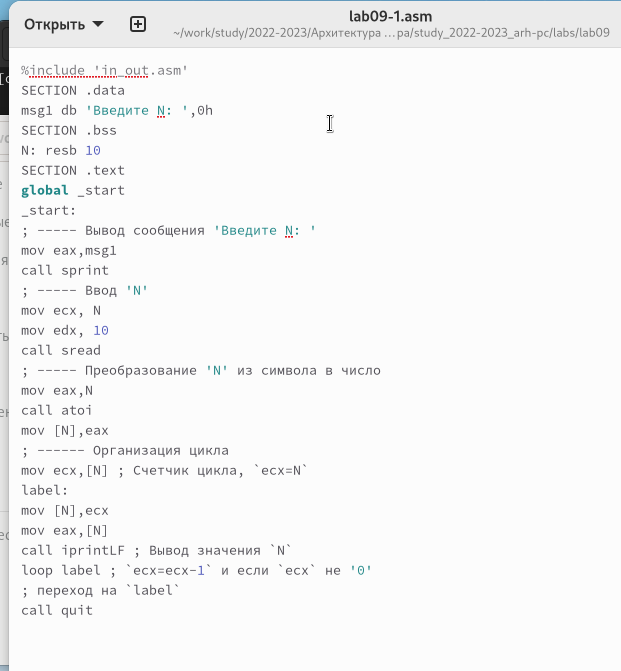 Открыть
lab09-1.asm
~/work/study/2022-2023/Архитектура ...pa/study_2022-2023_arh-pc/labs/lab09
%include 'in_out.asm'
SECTION .data
msg1 db 'Введите N: ',0h
SECTION .bss
N: resb 10
SECTION .text
global _start
_start:
; ----- Вывод сообщения 'Введите N: '
mov eax,msg1
call sprint
; ----- Ввод 'N'
mov ecx, N
mov edx, 10
call sread
; ----- Преобразование 'N' из символа в число
mov eax,N
call atoi
mov [N],eax
; ------ Организация цикла
mov ecx,[N] ; Счетчик цикла, `ecx=N`
label:
mov [N],ecx
mov eax,[N]
call iprintLF ; Вывод значения `N`
loop label ; `ecx=ecx-1` и если `ecx` не '0'
; переход на `label`
call quit